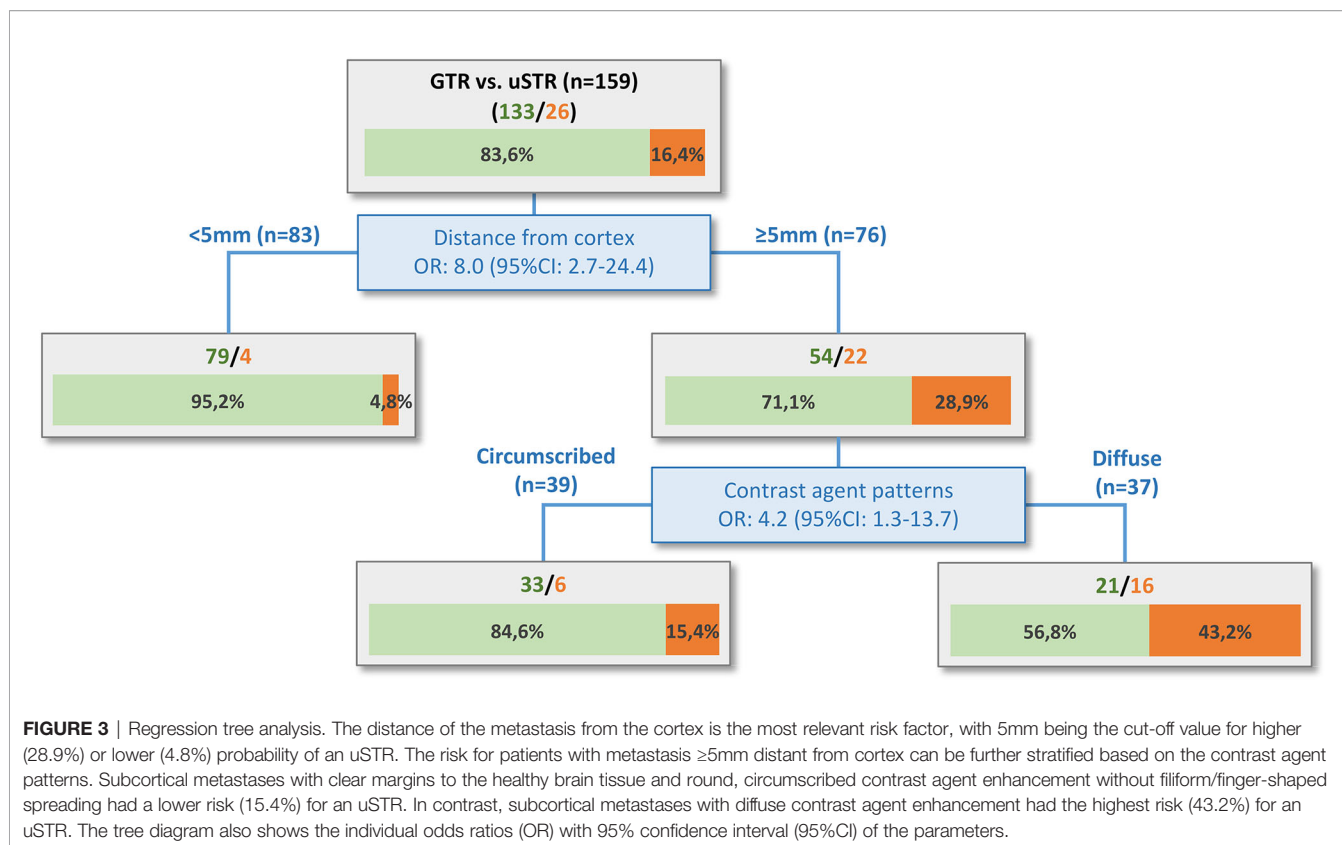 GTR vs. uSTR (n=159)
(133/26)
83,6%
16,4%
<5mm (n=83)
Distance from cortex
OR: 8.0 (95%CI: 2.7-24.4)
≥5mm (n=76)
79/4
95,2%
4,8%
54/22
71,1%
28,9%
Circumscribed
(n=39)
Contrast agent patterns
OR: 4.2 (95%CI: 1.3-13.7)
Diffuse
(n=37)
33/6
84,6%
15,4%
21/16
56,8%
43,2%
FIGURE 3 | Regression tree analysis. The distance of the metastasis from the cortex is the most relevant risk factor, with 5mm being the cut-off value for higher
(28.9%) or lower (4.8%) probability of an uSTR. The risk for patients with metastasis ≥5mm distant from cortex can be further stratified based on the contrast agent
patterns. Subcortical metastases with clear margins to the healthy brain tissue and round, circumscribed contrast agent enhancement without filiform/finger-shaped
spreading had a lower risk (15.4%) for an uSTR. In contrast, subcortical metastases with diffuse contrast agent enhancement had the highest risk (43.2%) for an
uSTR. The tree diagram also shows the individual odds ratios (OR) with 95% confidence interval (95%CI) of the parameters.